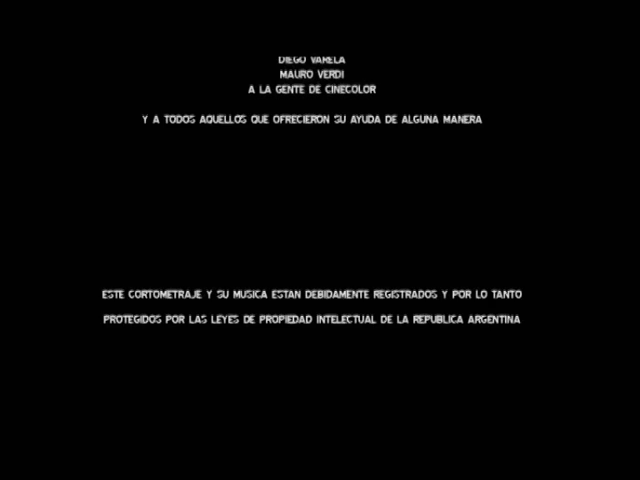 DIEGO VARELA
MAURO VERDI
A LA GENTE DE CINECOLOR
Y A TODOS AQUELLOS QUE OFRECIERON SU AYUDA DE ALGUNA MANERA
ESTE CORTOMETRAJE Y SU MUSICA ESTAN DEBIDAMENTE REGISTRADOS Y POR LO TANTO
PROTEGIDOS POR LAS LEYES DE PROPIEDAD INTELECTUAL DE LA REPUBLICA ARGENTINA